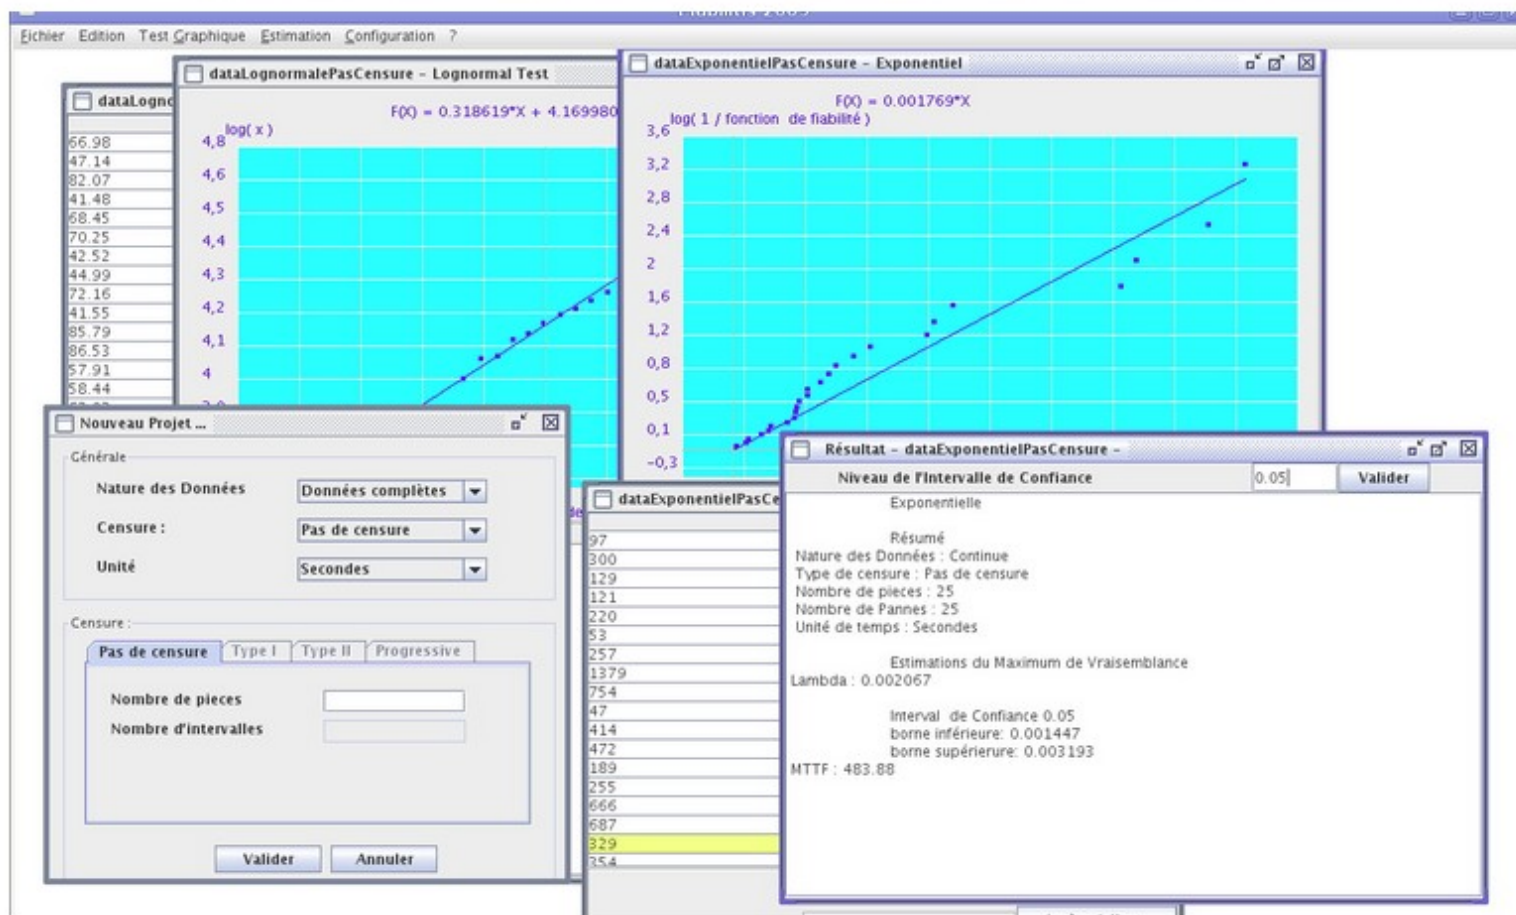 Fichier Edition Test Graphique Estimation Configuration ?
dataLognormalePasCensure - Lognormal Test
F(X) = 0.318619*X + 4.169980
log( x )
4,8
4,6
4,5
4,4
4,3
4,2
4,1
4
66.98
47.14
82.07
41.48
68.45
70.25
42.52
44.99
72.16
41.55
85.79
86.53
57.91
58.44
dataExponentielPasCensure - Exponentiel
F(X) = 0.001769*X
log( 1 / fonction de fiabilité )
3,6
3,2
2,8
2,4
2
1,6
1,2
0,8
0,5
0,1
-0,3
Nouveau Projet ...
Générale
Nature des Données Données complètes
Censure : Pas de censure
Unité Secondes
Censure :
Pas de censure Type I Type II Progressive
Nombre de pieces
Nombre d'intervalles
Valider Annuler
97
300
129
121
220
53
257
1379
754
47
414
472
189
255
666
687
329
354
Résultat - dataExponentielPasCensure -
Niveau de l'Intervalle de Confiance 0.05 Valider
Exponentielle
Résumé
Nature des Données : Continue
Type de censure : Pas de censure
Nombre de pieces : 25
Nombre de Pannes : 25
Unité de temps : Secondes
Estimations du Maximum de Vraisemblance
Lambda : 0.002067
Interval de Confiance 0.05
borne inférieure: 0.001447
borne supérierure: 0.003193
MTTF : 483.88